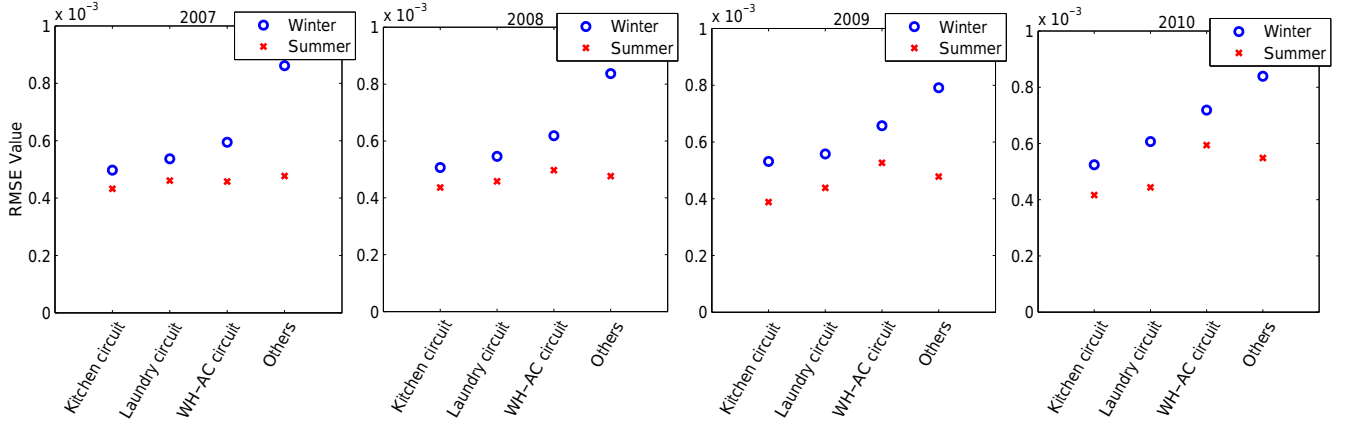 x 10⁻³
2007
Winter
Summer
1
0.8
0.6
0.4
0.2
0
RMSE Value
Kitchen circuit
Laundry circuit
WH−AC circuit
Others
x 10⁻³
2008
Winter
Summer
1
0.8
0.6
0.4
0.2
0
Kitchen circuit
Laundry circuit
WH−AC circuit
Others
x 10⁻³
2009
Winter
Summer
1
0.8
0.6
0.4
0.2
0
Kitchen circuit
Laundry circuit
WH−AC circuit
Others
x 10⁻³
2010
Winter
Summer
1
0.8
0.6
0.4
0.2
0
Kitchen circuit
Laundry circuit
WH−AC circuit
Others